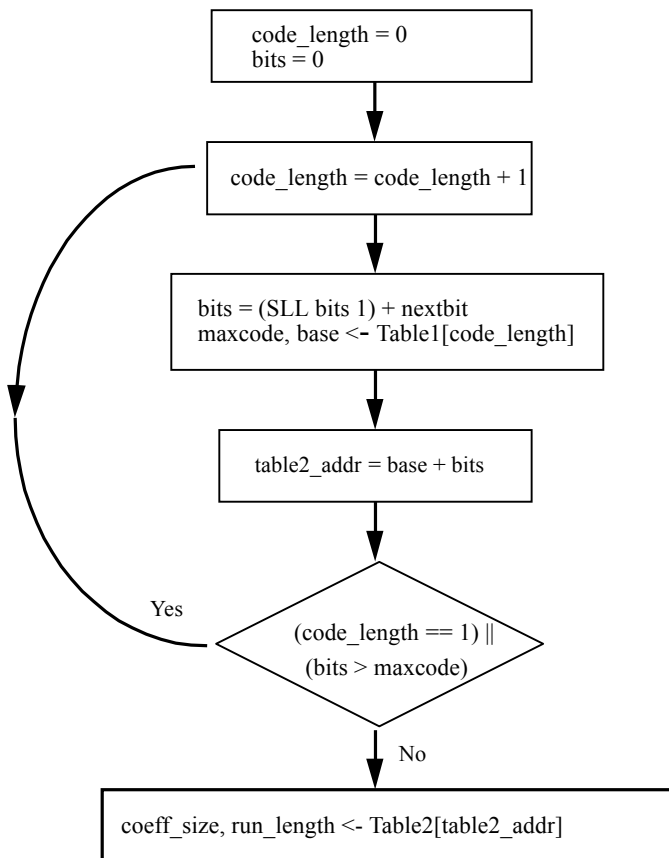 code_length = 0
bits = 0
code_length = code_length + 1
bits = (SLL bits 1) + nextbit
maxcode, base <- Table1[code_length]
table2_addr = base + bits
Yes
(code_length == 1) ||
(bits > maxcode)
No
coeff_size, run_length <- Table2[table2_addr]